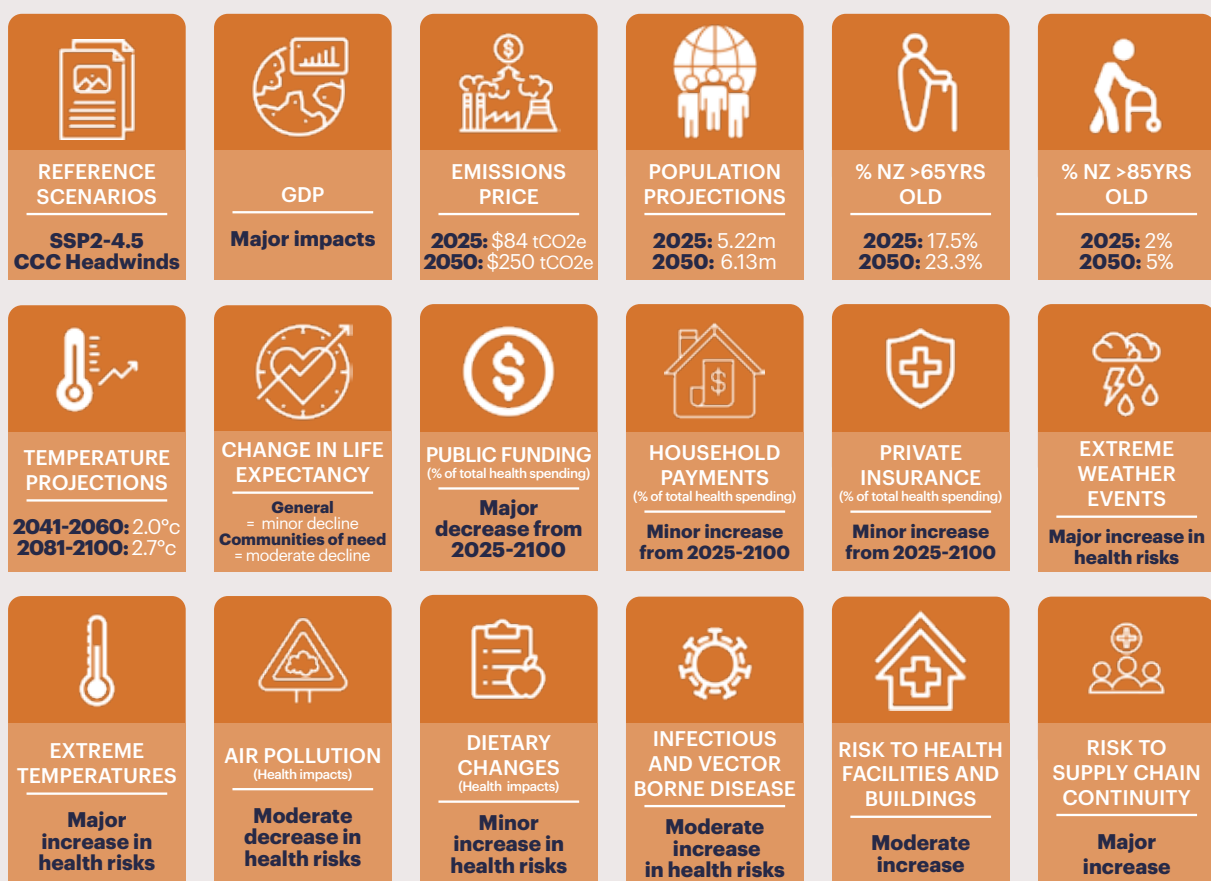 REFERENCE
SCENARIOS
SSP2-4.5
CCC Headwinds
GDP
Major impacts
EMISSIONS
PRICE
2025: $84 tCO2e
2050: $250 tCO2e
POPULATION
PROJECTIONS
2025: 5.22m
2050: 6.13m
% NZ >65YRS
OLD
2025: 17.5%
2050: 23.3%
% NZ >85YRS
OLD
2025: 2%
2050: 5%
TEMPERATURE
PROJECTIONS
2041-2060: 2.0°c
2081-2100: 2.7°c
CHANGE IN LIFE
EXPECTANCY
General
= minor decline
Communities of need
= moderate decline
PUBLIC FUNDING
(% of total health spending)
Major
decrease from
2025-2100
HOUSEHOLD
PAYMENTS
(% of total health spending)
Minor increase
from 2025-2100
PRIVATE
INSURANCE
(% of total health spending)
Minor increase
from 2025-2100
EXTREME
WEATHER
EVENTS
Major increase in
health risks
EXTREME
TEMPERATURES
Major
increase in
health risks
AIR POLLUTION
(Health impacts)
Moderate
decrease in
health risks
DIETARY
CHANGES
(Health impacts)
Minor
increase in
health risks
INFECTIOUS
AND VECTOR
BORNE DISEASE
Moderate
increase
in health risks
RISK TO HEALTH
FACILITIES AND
BUILDINGS
Moderate
increase
RISK TO
SUPPLY CHAIN
CONTINUITY
Major
increase